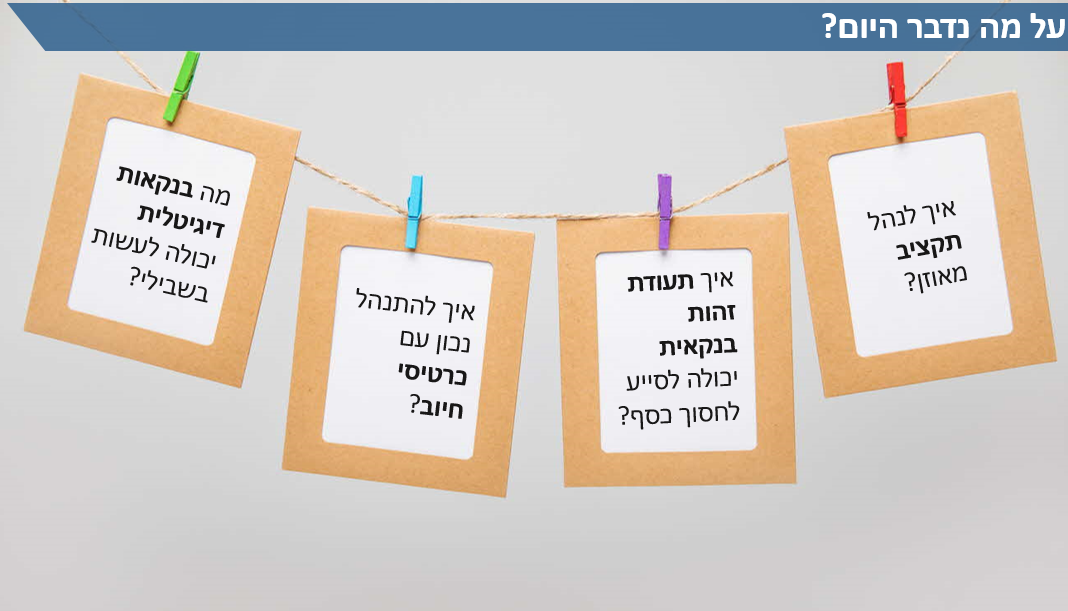 על מה נדבר היום?
איך לנהל
תקציב
מאוזן?
איך תעודת
זהות
בנקאית
יכולה לסייע
לחסוך כסף?
איך להתנהל
נכון עם
כרטיסי
חיוב?
מה בנקאות
דיגיטלית
יכולה לעשות
בשבילי?